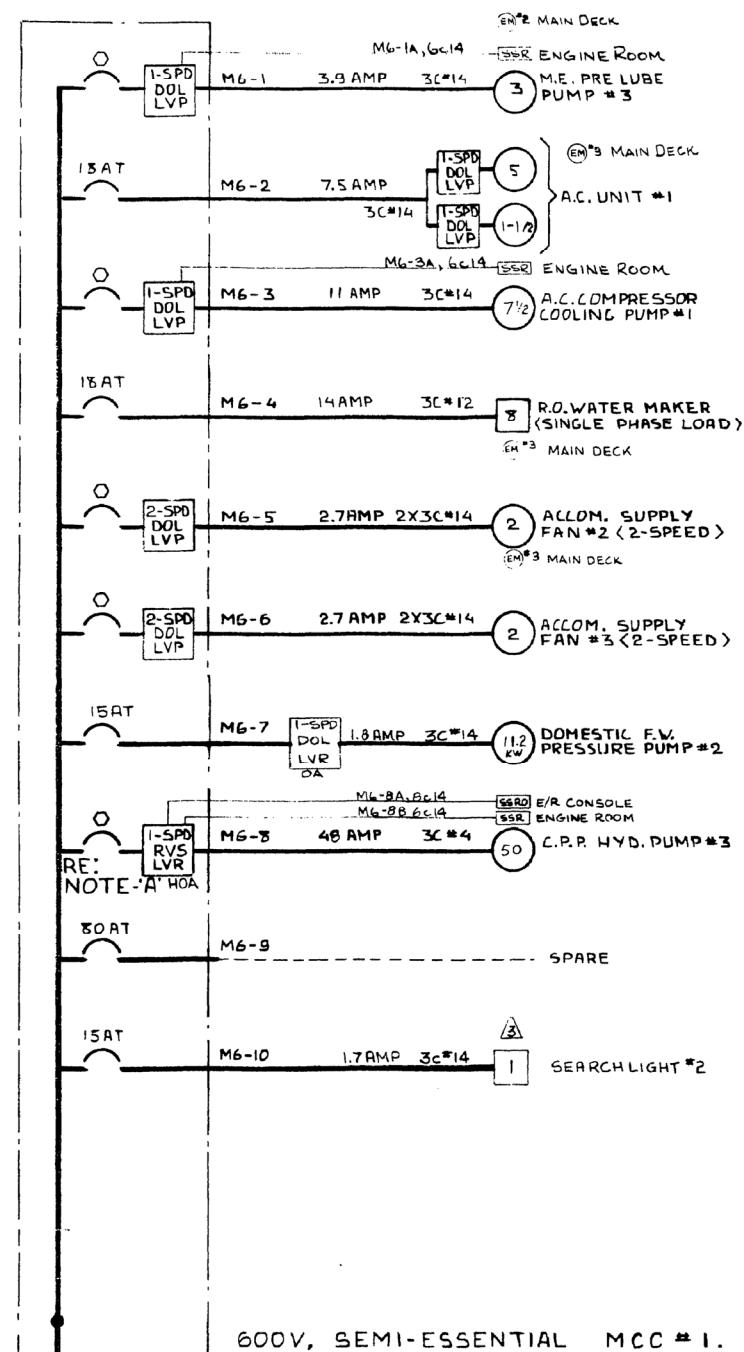 EM #2 MAIN DECK
M6-1A, 6c14 SSR ENGINE ROOM
1-SPD DOL LVP M6-1 3.9 AMP 3C#14 3 M.E. PRE LUBE PUMP #3
EM #3 MAIN DECK
18AT M6-2 7.5 AMP 3C#14
1-SPD DOL LVP 5
1-SPD DOL LVP 1-1/2
A.C. UNIT #1
M6-3A, 6c14 SSR ENGINE ROOM
1-SPD DOL LVP M6-3 11 AMP 3C#14 7 1/2 A.C. COMPRESSOR COOLING PUMP #1
18AT M6-4 14AMP 3C#12 8 R.O. WATER MAKER (SINGLE PHASE LOAD)
EM #3 MAIN DECK
2-SPD DOL LVP M6-5 2.7AMP 2X3C#14 2 ACCOM. SUPPLY FAN #2 <2-SPEED>
EM #3 MAIN DECK
2-SPD DOL LVP M6-6 2.7 AMP 2X3C#14 2 ACCOM. SUPPLY FAN #3 <2-SPEED>
15AT M6-7 1-SPD DOL LVR OA 1.8 AMP 3C#14 11.2 KW DOMESTIC F.W. PRESSURE PUMP #2
M6-8A, 8c14 SSRO E/R CONSOLE
M6-8B 6c14 SSR ENGINE ROOM
1-SPD RVS LVR M6-8 48 AMP 3C #4 50 C.P.P. HYD. PUMP #3
RE: NOTE-'A' HOA
80AT M6-9 SPARE
3
15AT M6-10 1.7AMP 3c#14 1 SEARCH LIGHT #2
600V, SEMI-ESSENTIAL MCC #1.